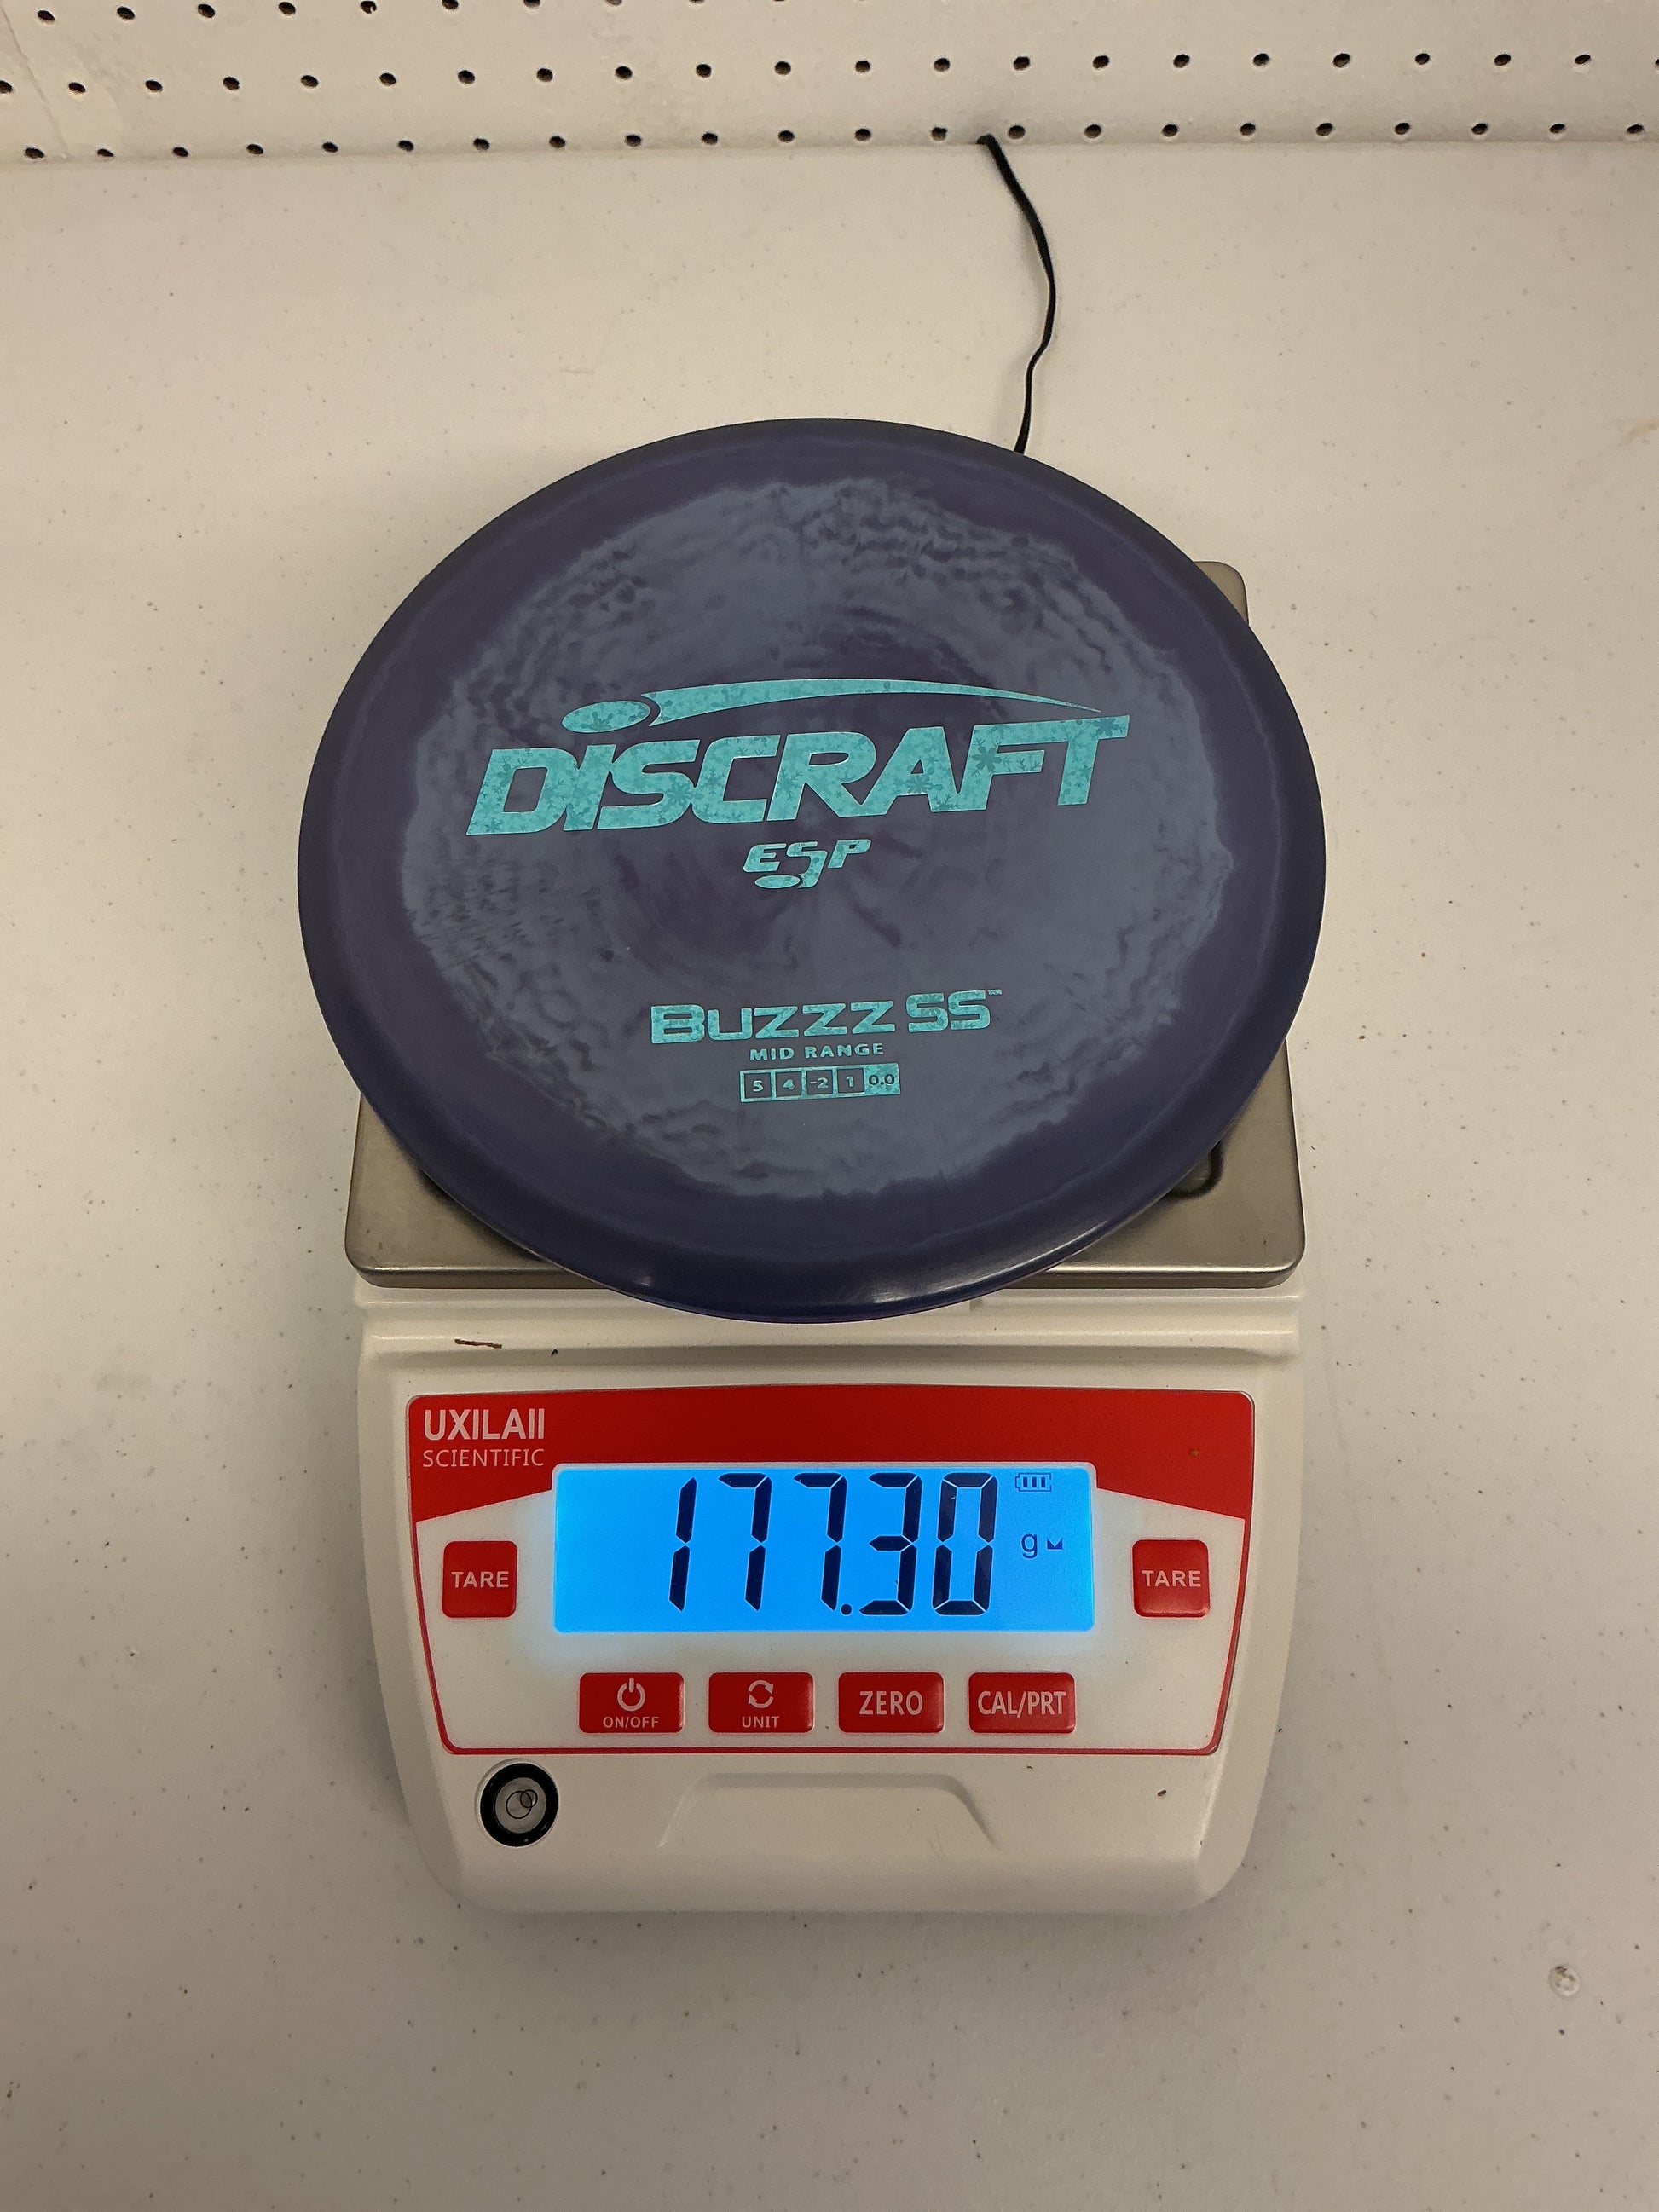 DISCRAFT
ESP
BUZZZ SS™
MID RANGE
5 4 -2 1 0.0
UXILAII
SCIENTIFIC
177.30 g
TARE
TARE
ON/OFF
UNIT
ZERO
CAL/PRT